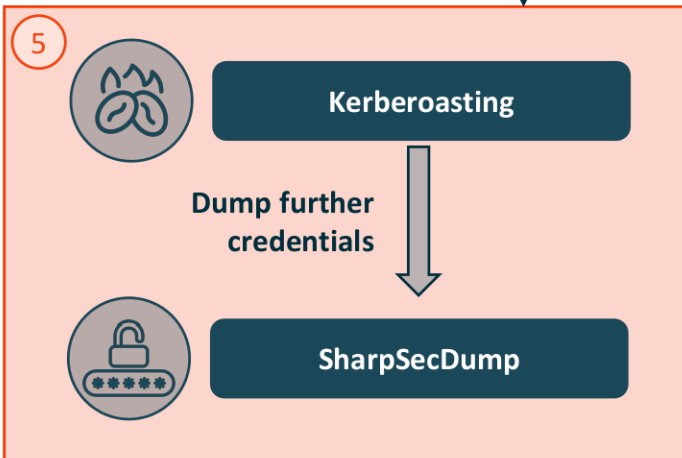 5
Kerberoasting
Dump further
credentials
SharpSecDump
*****